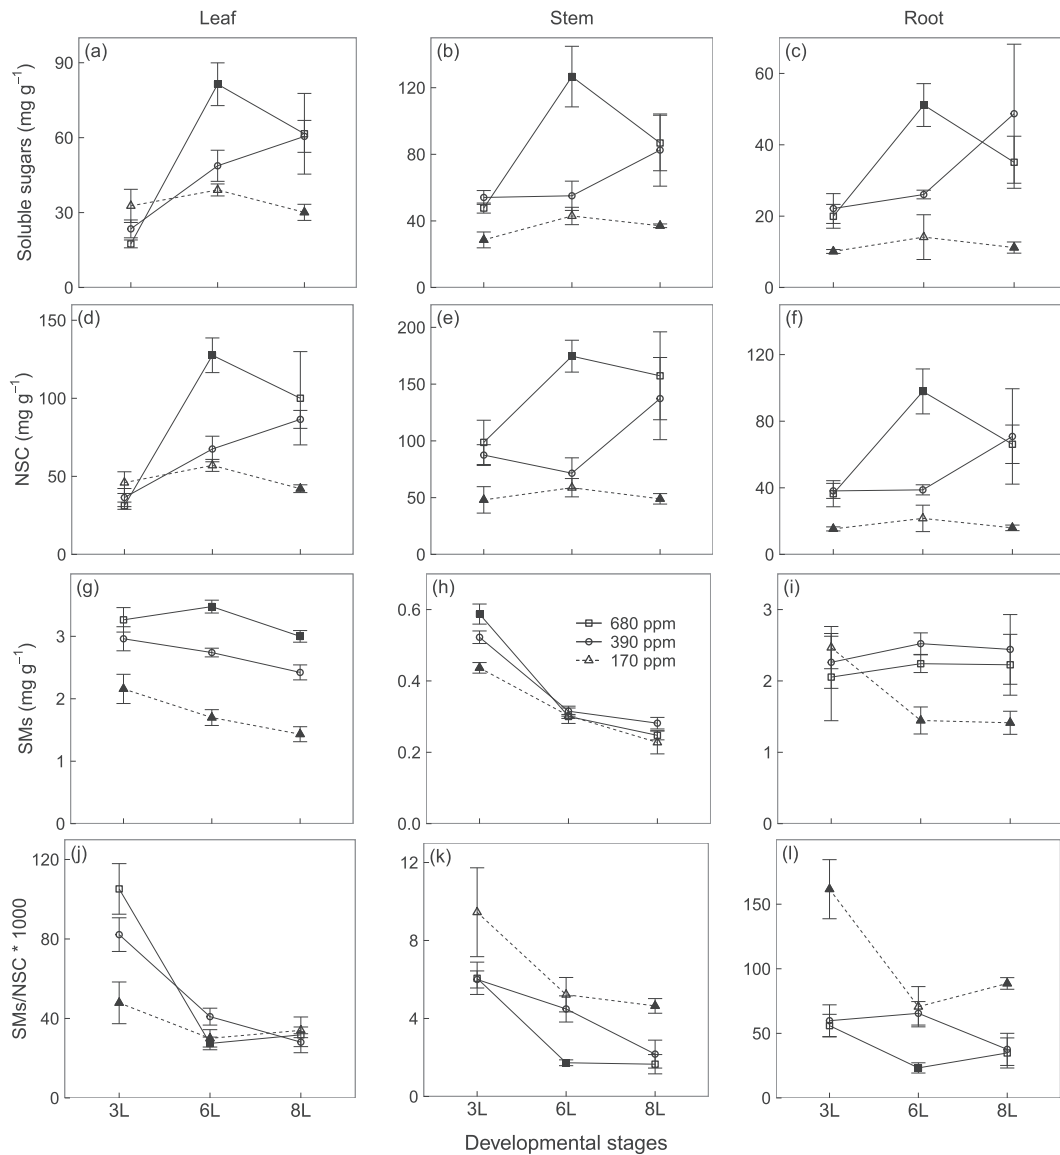 Leaf Stem Root
Soluble sugars (mg g⁻¹)
(a)
90
60
30
0
(b)
120
80
40
0
(c)
60
40
20
0
NSC (mg g⁻¹)
(d)
150
100
50
0
(e)
200
150
100
50
0
(f)
120
80
40
0
SMs (mg g⁻¹)
(g)
3
2
1
0
(h)
0.6
0.4
0.2
0.0
680 ppm
390 ppm
170 ppm
(i)
3
2
1
0
SMs/NSC * 1000
(j)
120
80
40
0
(k)
12
8
4
0
(l)
150
100
50
0
3L 6L 8L 3L 6L 8L 3L 6L 8L
Developmental stages